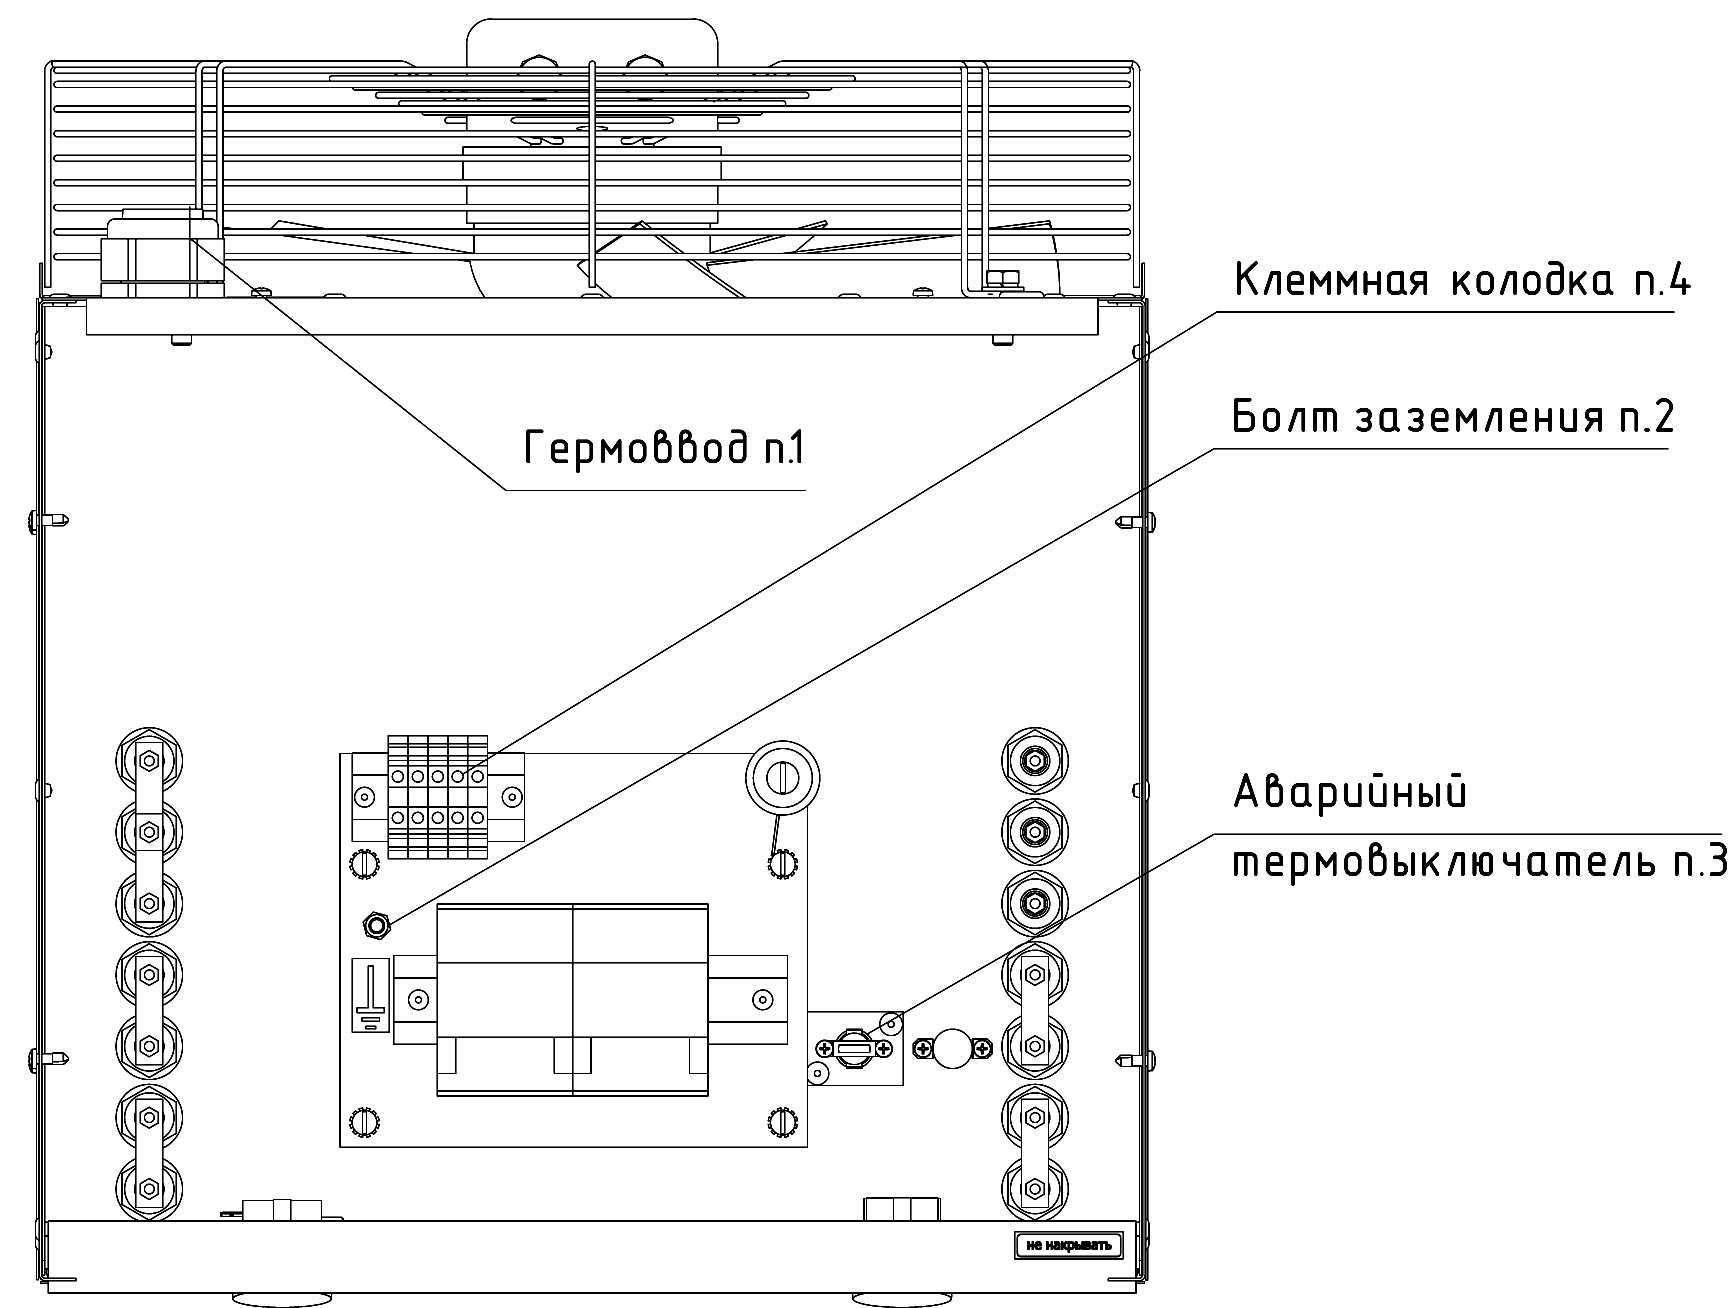 Клеммная колодка п.4
Болт заземления п.2
Гермоввод п.1
Аварийный
термовыключатель п.3
не накрывать